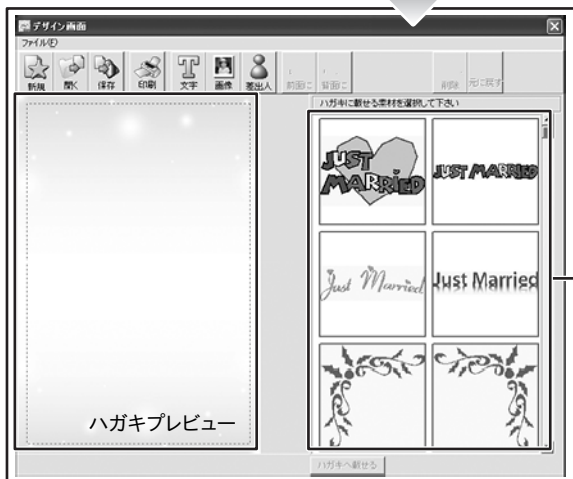 デザイン画面
ファイル(F)
新規 開く 保存 印刷 文字 画像 差出人 前面に 背面に 削除 元に戻す
ハガキに載せる素材を選択して下さい
JUST MARRIED
JUST MARRIED
Just Married
Just Married
ハガキプレビュー
ハガキへ載せる